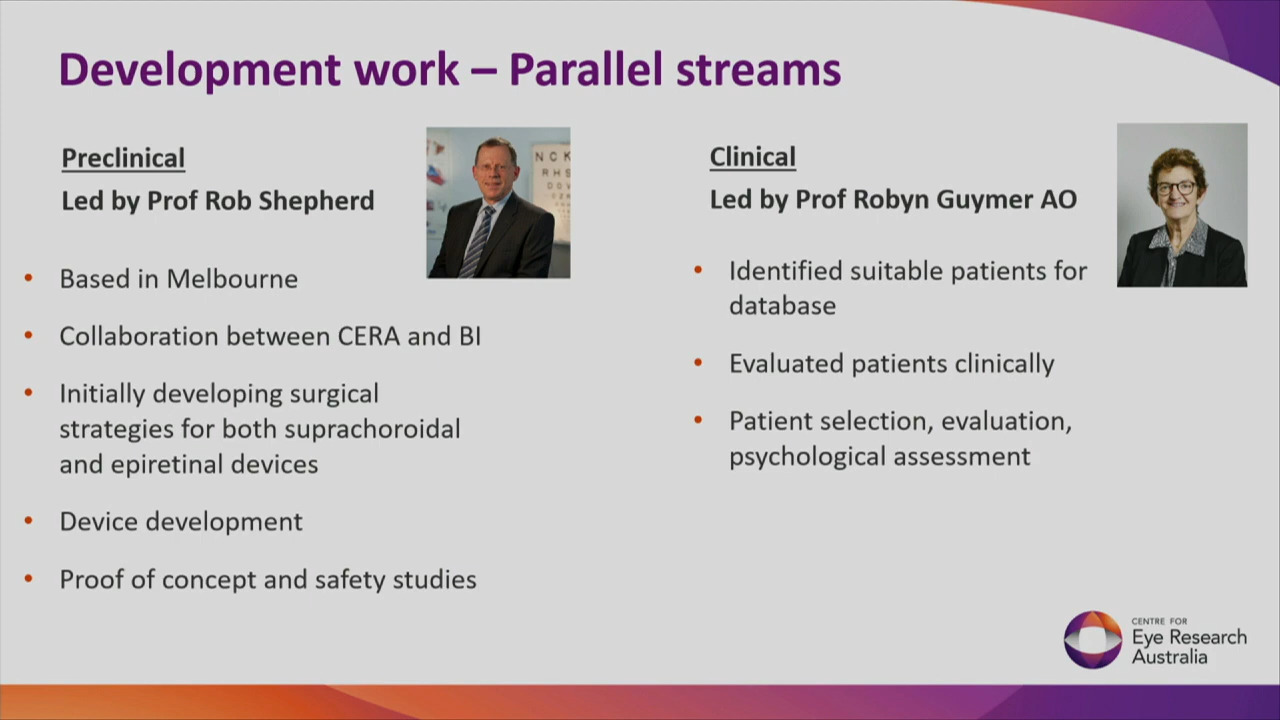 Development work – Parallel streams
Preclinical
Led by Prof Rob Shepherd
• Based in Melbourne
• Collaboration between CERA and BI
• Initially developing surgical
strategies for both suprachoroidal
and epiretinal devices
• Device development
• Proof of concept and safety studies
Clinical
Led by Prof Robyn Guymer AO
• Identified suitable patients for
database
• Evaluated patients clinically
• Patient selection, evaluation,
psychological assessment
CENTRE FOR
Eye Research
Australia